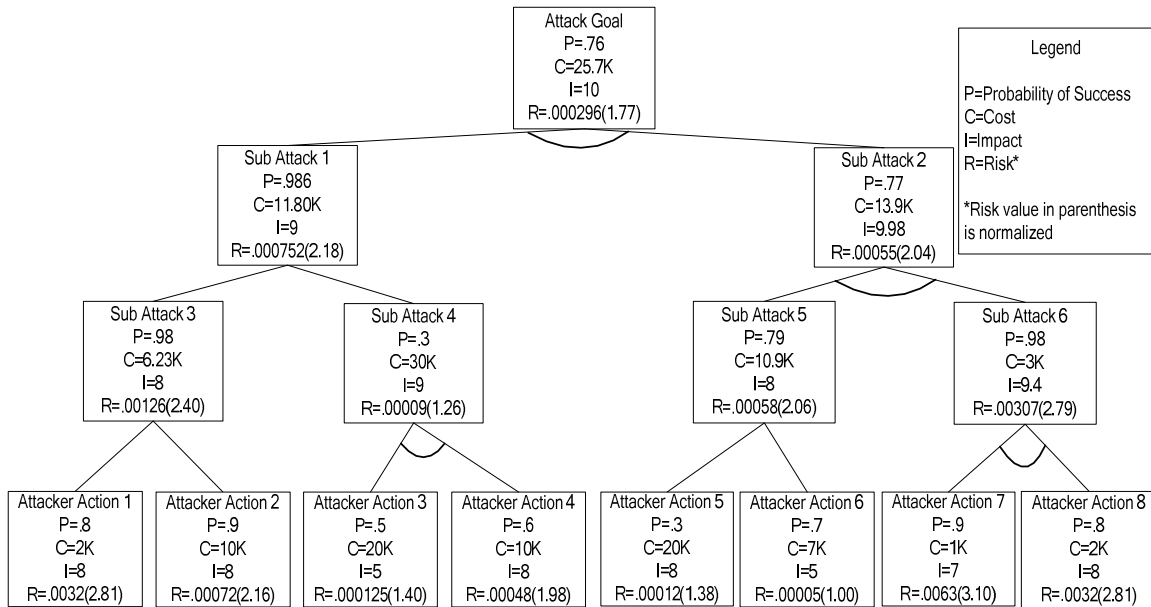 Attack Goal
P=.76
C=25.7K
I=10
R=.000296(1.77)
Legend
P=Probability of Success
C=Cost
I=Impact
R=Risk*
*Risk value in parenthesis
is normalized
Sub Attack 1
P=.986
C=11.80K
I=9
R=.000752(2.18)
Sub Attack 2
P=.77
C=13.9K
I=9.98
R=.00055(2.04)
Sub Attack 3
P=.98
C=6.23K
I=8
R=.00126(2.40)
Sub Attack 4
P=.3
C=30K
I=9
R=.00009(1.26)
Sub Attack 5
P=.79
C=10.9K
I=8
R=.00058(2.06)
Sub Attack 6
P=.98
C=3K
I=9.4
R=.00307(2.79)
Attacker Action 1
P=.8
C=2K
I=8
R=.0032(2.81)
Attacker Action 2
P=.9
C=10K
I=8
R=.00072(2.16)
Attacker Action 3
P=.5
C=20K
I=5
R=.000125(1.40)
Attacker Action 4
P=.6
C=10K
I=8
R=.00048(1.98)
Attacker Action 5
P=.3
C=20K
I=8
R=.00012(1.38)
Attacker Action 6
P=.7
C=7K
I=5
R=.00005(1.00)
Attacker Action 7
P=.9
C=1K
I=7
R=.0063(3.10)
Attacker Action 8
P=.8
C=2K
I=8
R=.0032(2.81)